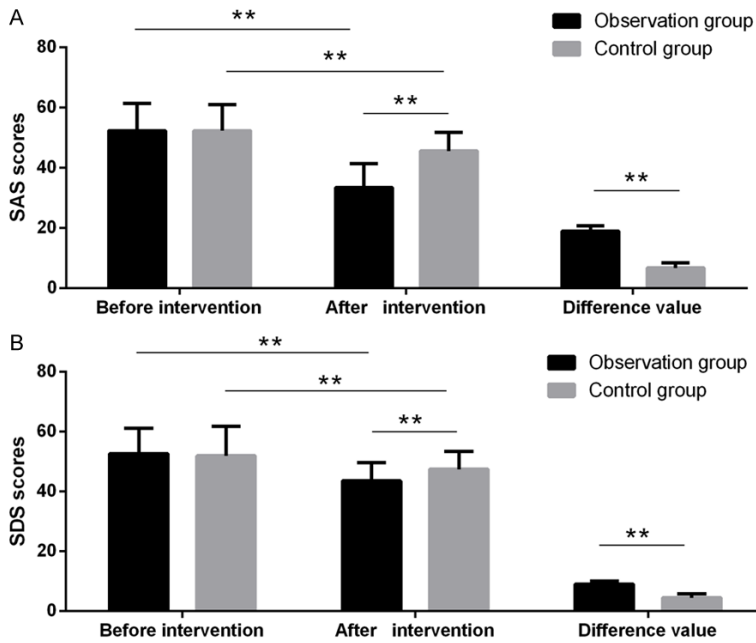 A
Observation group
Control group
**
**
**
**
80
60
40
20
0
SAS scores
Before intervention
After intervention
Difference value
B
Observation group
Control group
**
**
**
**
80
60
40
20
0
SDS scores
Before intervention
After intervention
Difference value